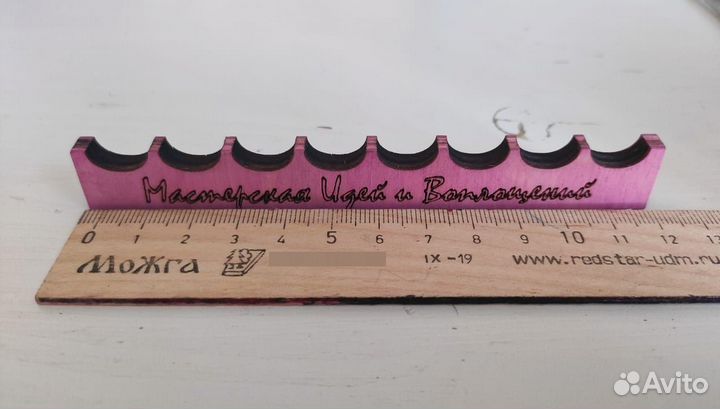 Мастерская Идей и Воплощений
0 1 2 3 4 5 6 7 8 9 10 11 12 13
Можга IX-19 www.redstar-udm.ru
Avito